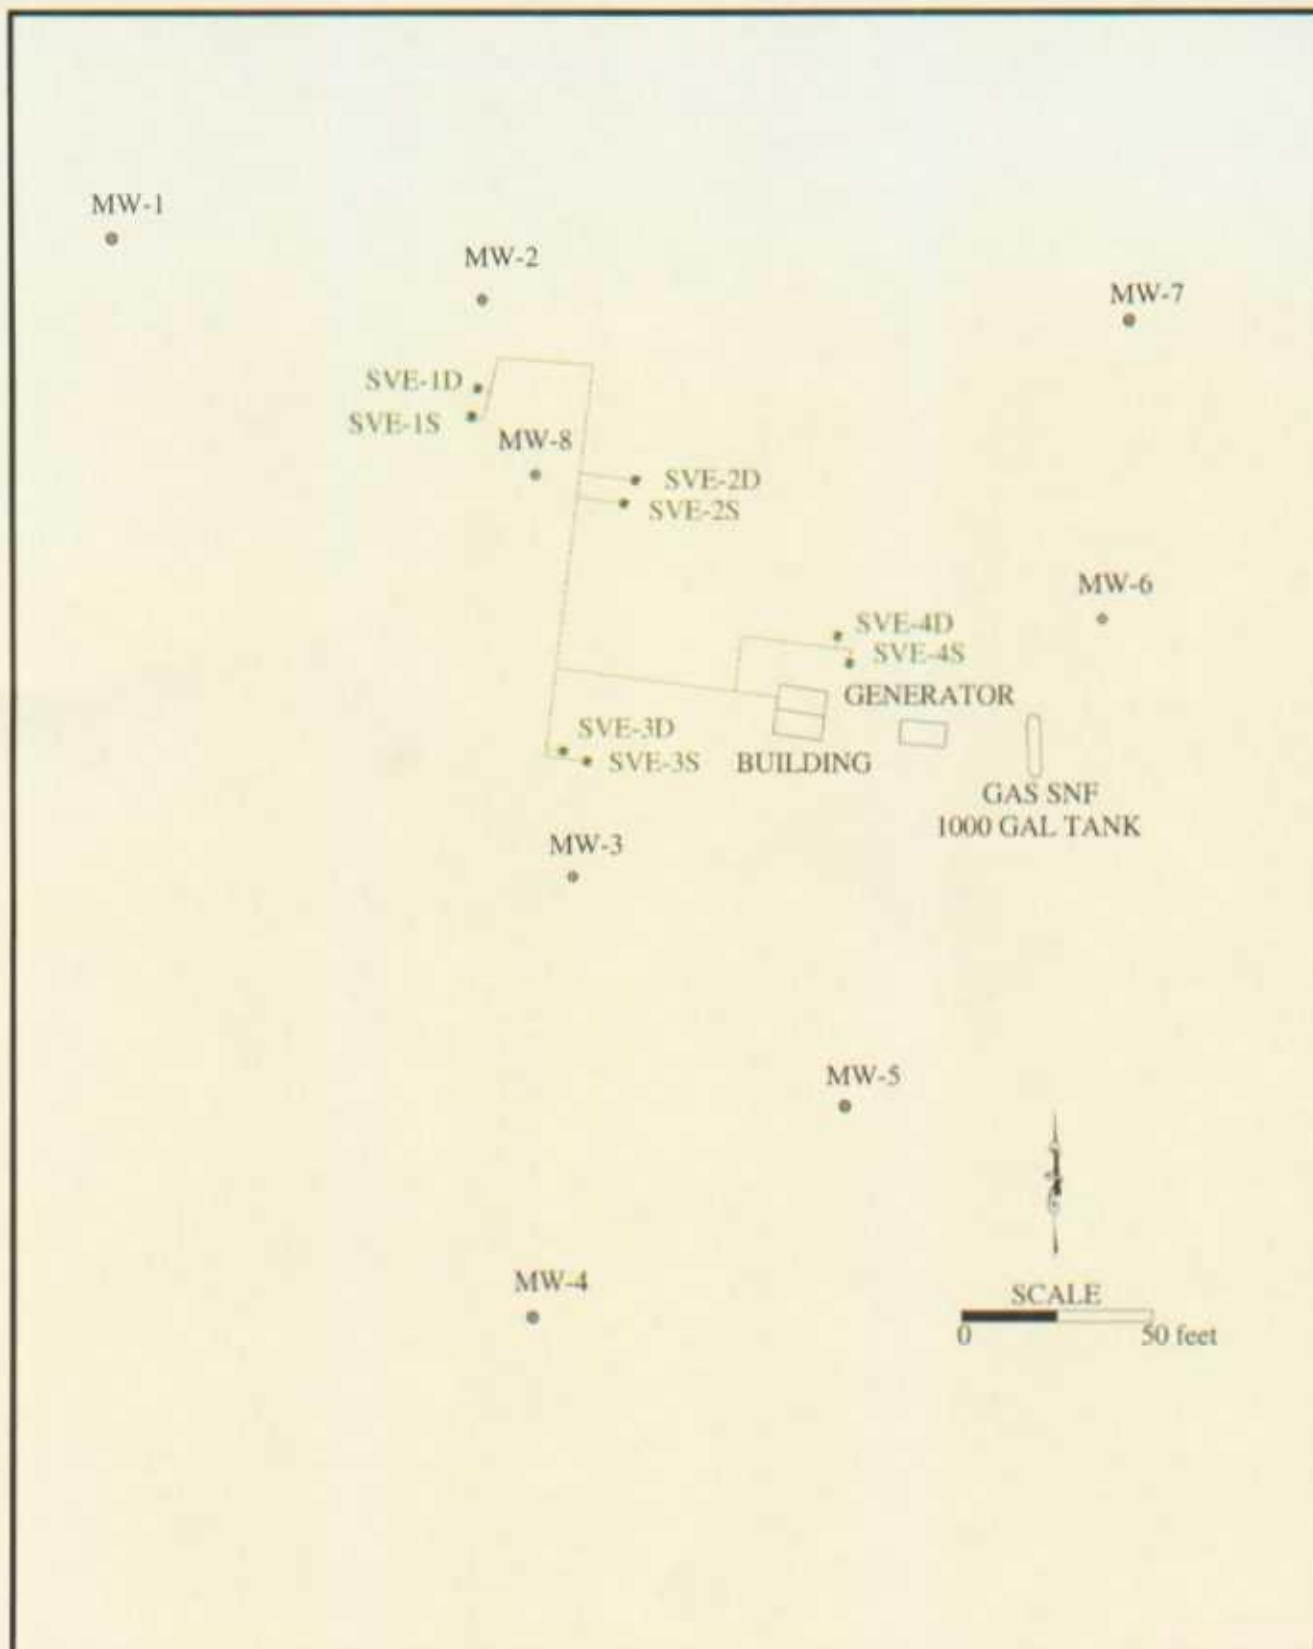 MW-1
MW-2
MW-7
SVE-1D
SVE-1S
MW-8
SVE-2D
SVE-2S
MW-6
SVE-4D
SVE-4S
GENERATOR
SVE-3D
SVE-3S
BUILDING
GAS SNF
1000 GAL TANK
MW-3
MW-5
MW-4
SCALE
0
50 feet